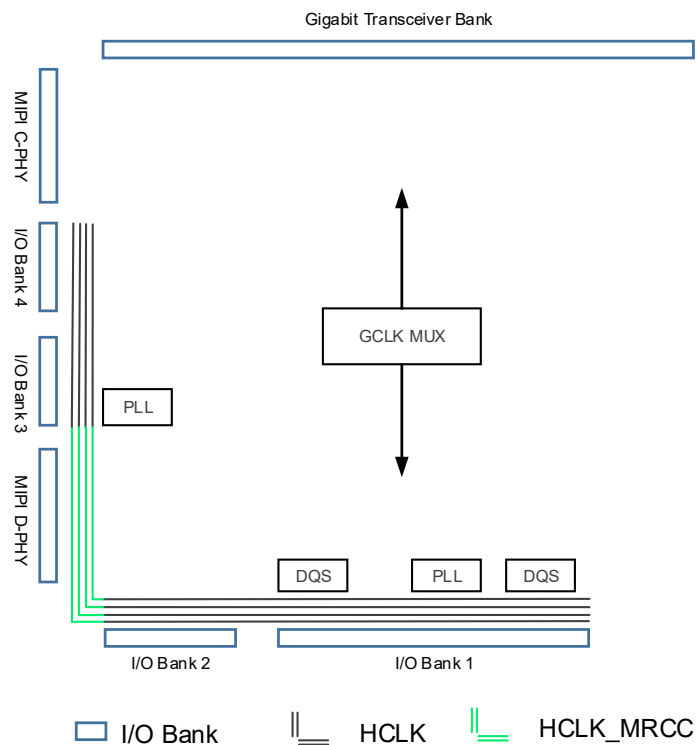 Gigabit Transceiver Bank
MIPI C-PHY
I/O Bank 4
GCLK MUX
I/O Bank 3
PLL
MIPI D-PHY
DQS
PLL
DQS
I/O Bank 2
I/O Bank 1
I/O Bank
HCLK
HCLK_MRCC